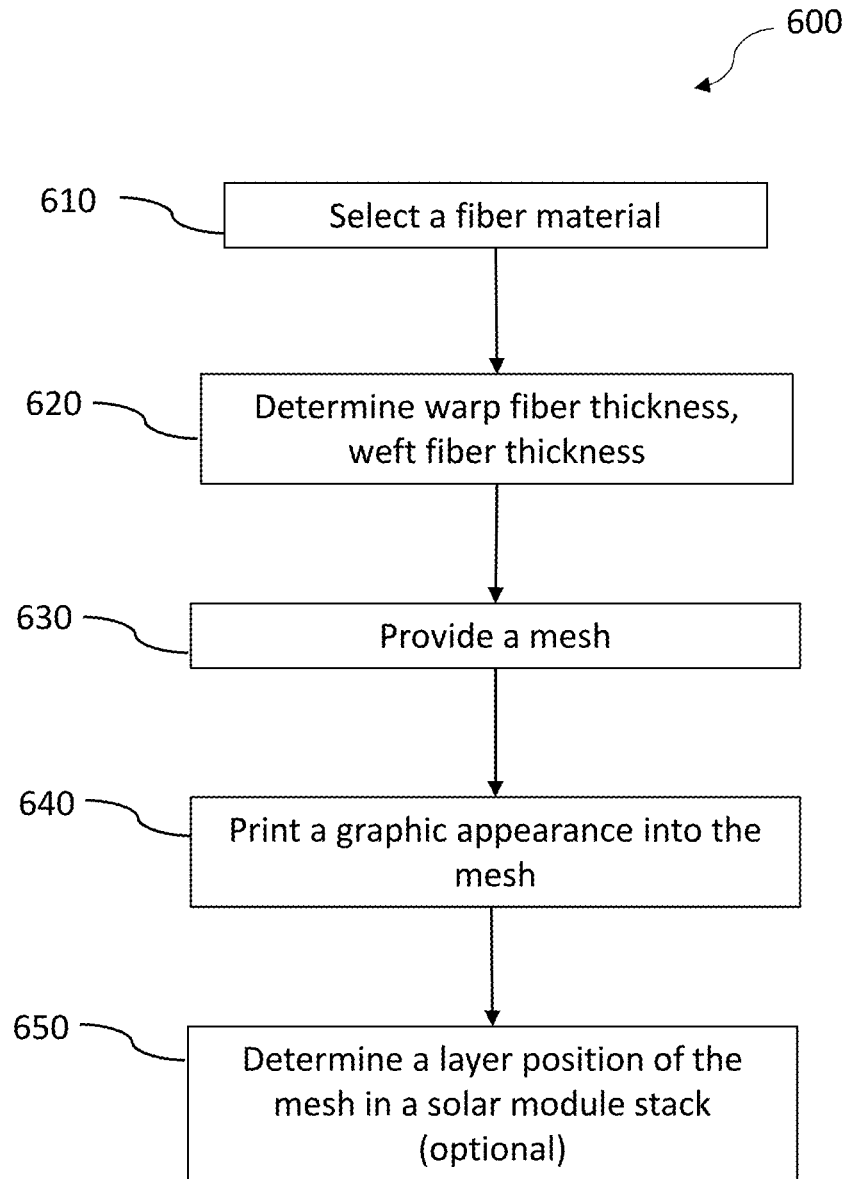 600
610
Select a fiber material
620
Determine warp fiber thickness,
weft fiber thickness
630
Provide a mesh
640
Print a graphic appearance into the
mesh
650
Determine a layer position of the
mesh in a solar module stack
(optional)